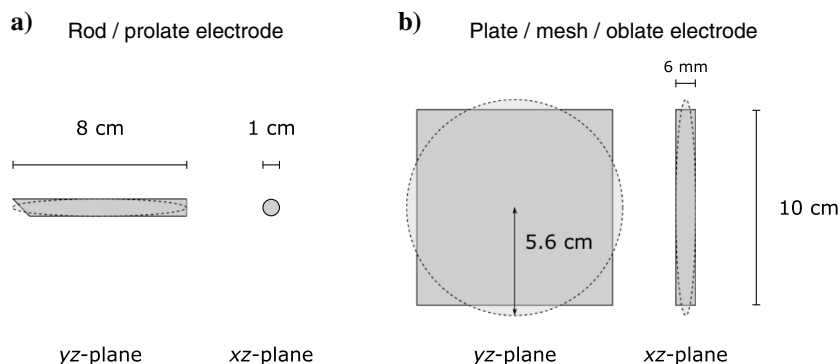 a) Rod / prolate electrode
8 cm
1 cm
yz-plane
xz-plane
b) Plate / mesh / oblate electrode
6 mm
5.6 cm
10 cm
yz-plane
xz-plane